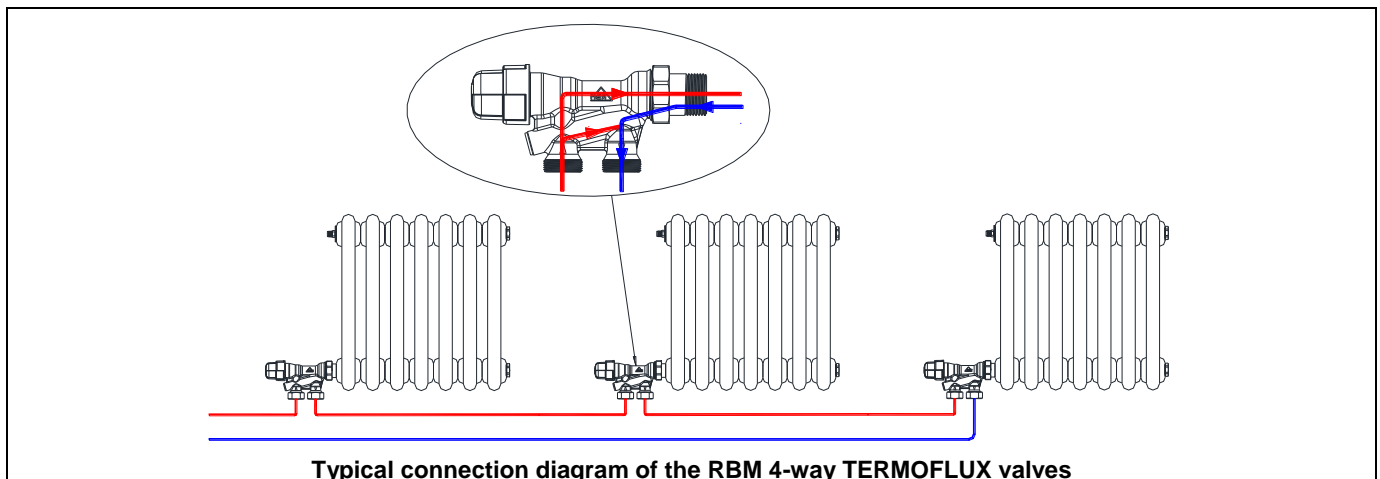 Typical connection diagram of the RBM 4-way TERMOFLUX valves